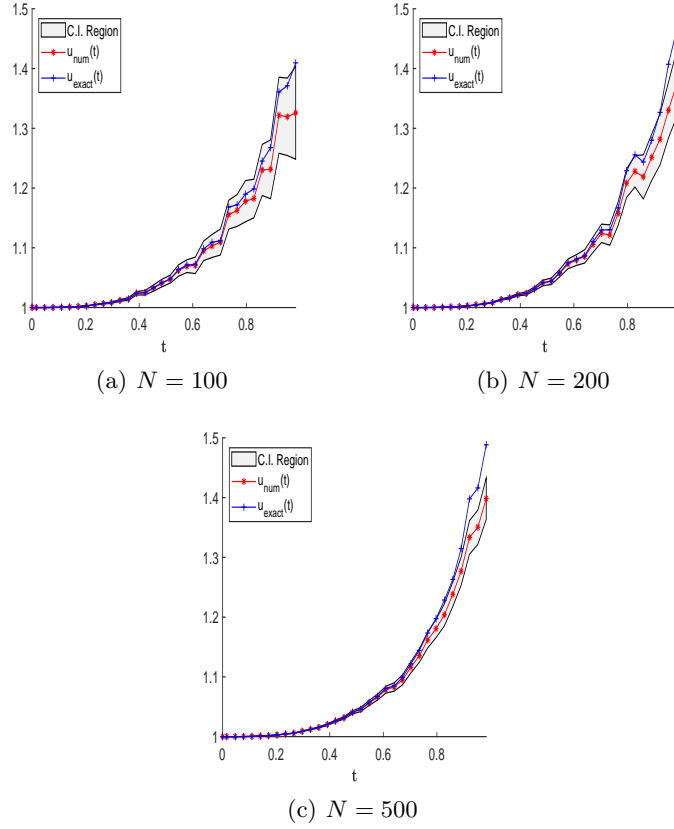 1.5
C.I. Region
u_num(t)
u_exact(t)
1.4
1.3
1.2
1.1
1
0 0.2 0.4 0.6 0.8
t
(a) N = 100
1.5
C.I. Region
u_num(t)
u_exact(t)
1.4
1.3
1.2
1.1
1
0 0.2 0.4 0.6 0.8
t
(b) N = 200
1.5
C.I. Region
u_num(t)
u_exact(t)
1.4
1.3
1.2
1.1
1
0 0.2 0.4 0.6 0.8
t
(c) N = 500